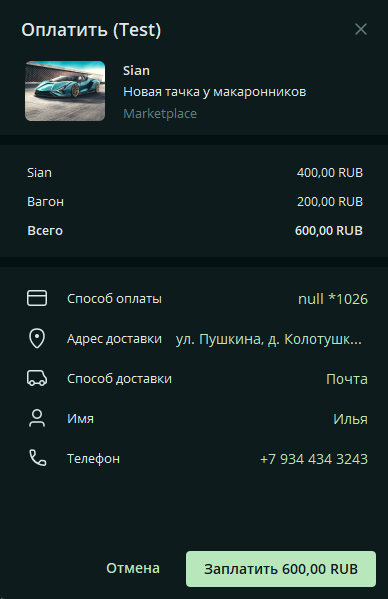 Оплатить (Test)
Sian
Новая тачка у макаронников
Marketplace
Sian 400,00 RUB
Вагон 200,00 RUB
Всего 600,00 RUB
Способ оплаты null *1026
Адрес доставки ул. Пушкина, д. Колотушк...
Способ доставки Почта
Имя Илья
Телефон +7 934 434 3243
Отмена Заплатить 600,00 RUB